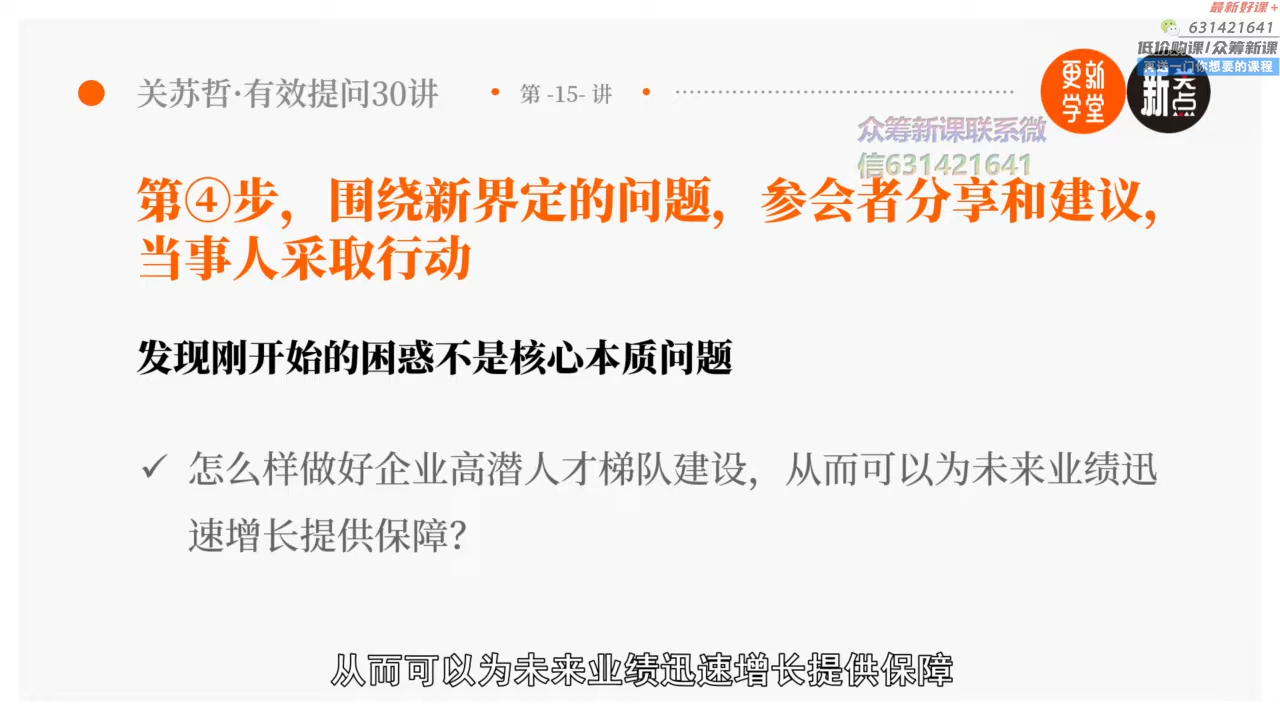 最新好课+
631421641
低价购课/众筹新课
再送一门你想要的课程
关苏哲·有效提问30讲 • 第 -15- 讲 •
更新学堂
新关点
众筹新课联系微
信631421641
第④步，围绕新界定的问题，参会者分享和建议，
当事人采取行动
发现刚开始的困惑不是核心本质问题
✓ 怎么样做好企业高潜人才梯队建设，从而可以为未来业绩迅
速增长提供保障？
从而可以为未来业绩迅速增长提供保障